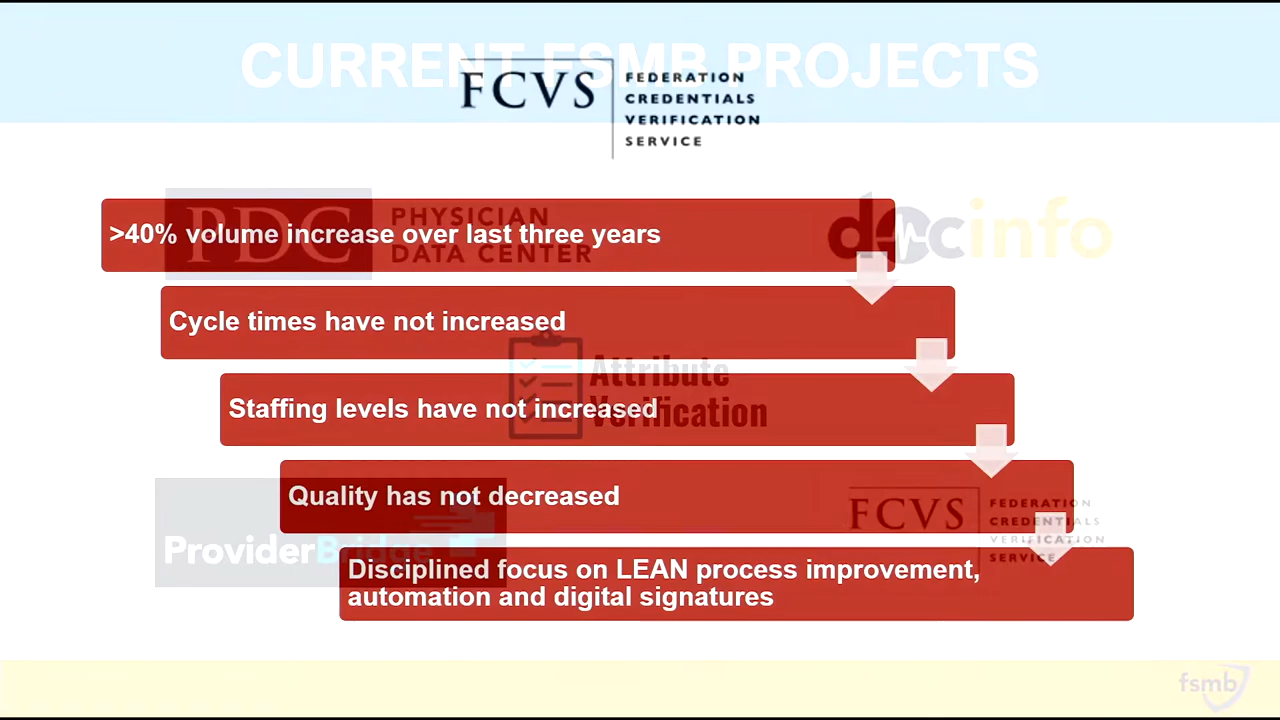 CURRENT FSMB PROJECTS
FCVS
FEDERATION
CREDENTIALS
VERIFICATION
SERVICE
PDC
PHYSICIAN
DATA CENTER
docinfo
>40% volume increase over last three years
Cycle times have not increased
Attribute
Verification
Staffing levels have not increased
Quality has not decreased
FCVS
FEDERATION
CREDENTIALS
VERIFICATION
SERVICE
ProviderBridge
Disciplined focus on LEAN process improvement,
automation and digital signatures
fsmb